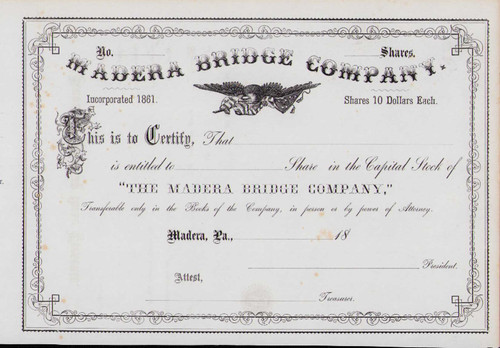 No. Shares.
MADERA BRIDGE COMPANY.
Incorporated 1861. Shares 10 Dollars Each.
This is to Certify, That
is entitled to Share in the Capital Stock of
"THE MADERA BRIDGE COMPANY,"
Transferable only in the Books of the Company, in person or by power of Attorney.
Madera, Pa., 18
President.
Attest,
Treasurer.